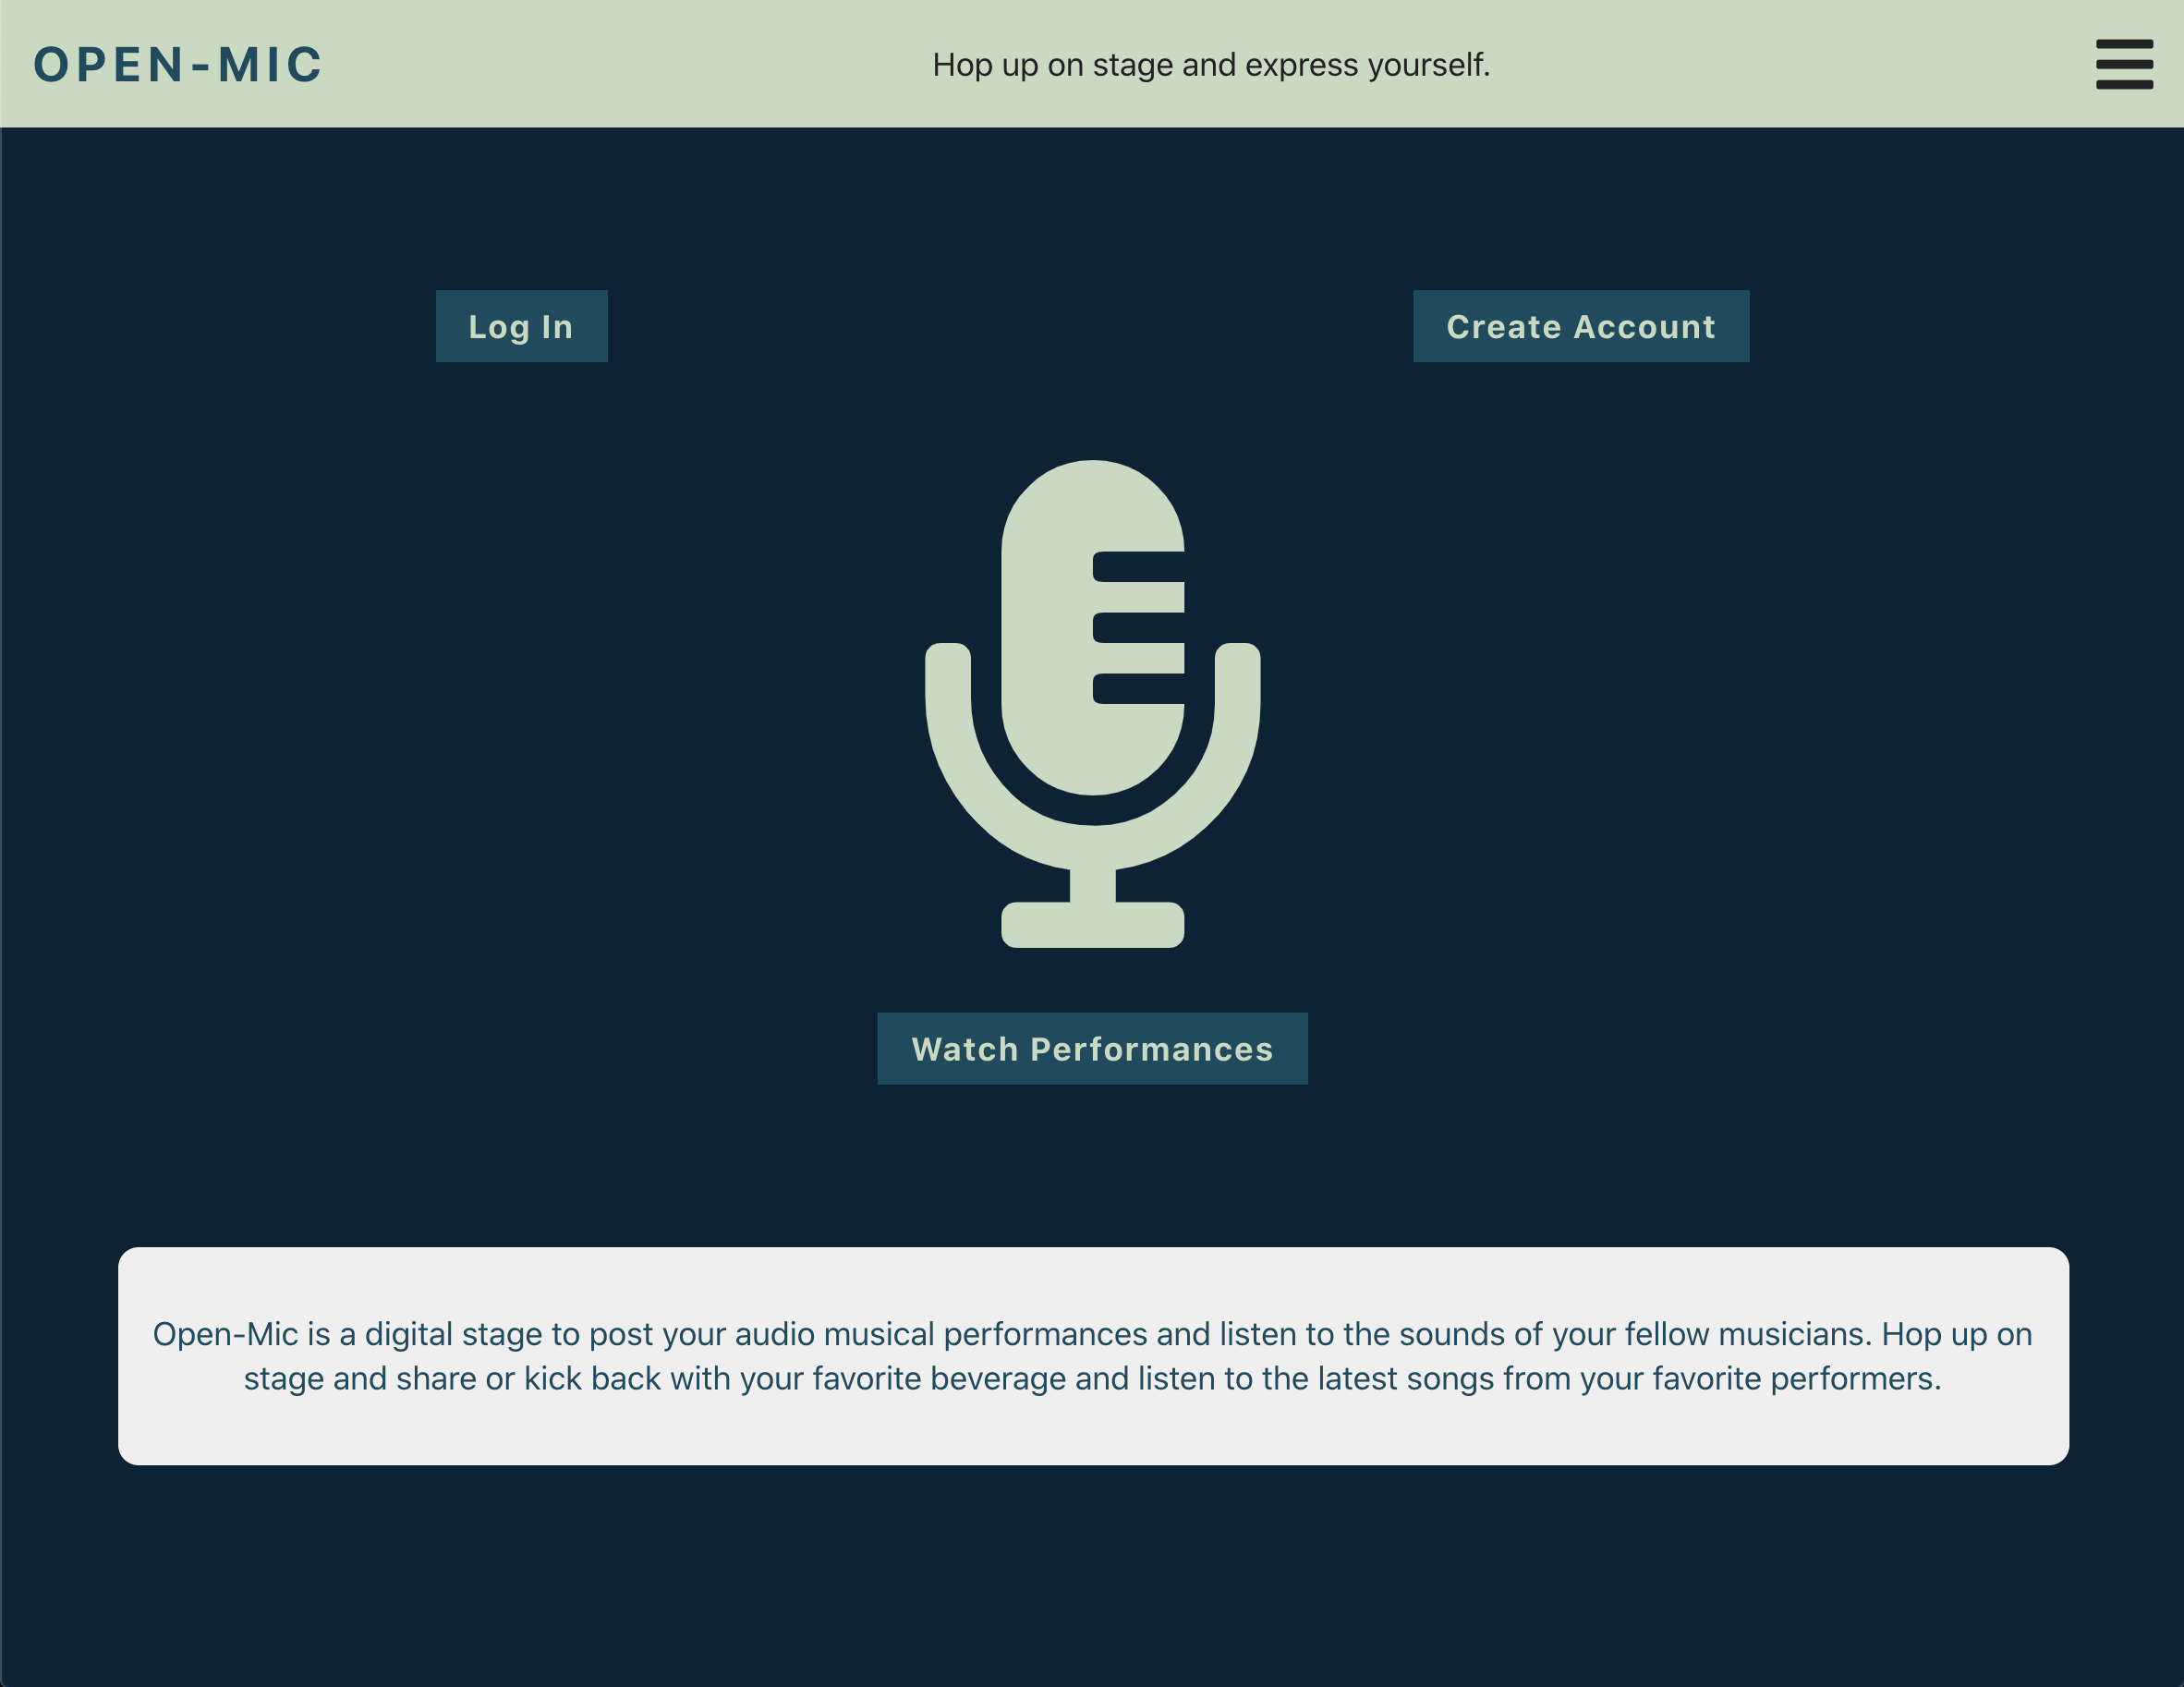 OPEN-MIC
Hop up on stage and express yourself.
Log In
Create Account
Watch Performances
Open-Mic is a digital stage to post your audio musical performances and listen to the sounds of your fellow musicians. Hop up on
stage and share or kick back with your favorite beverage and listen to the latest songs from your favorite performers.